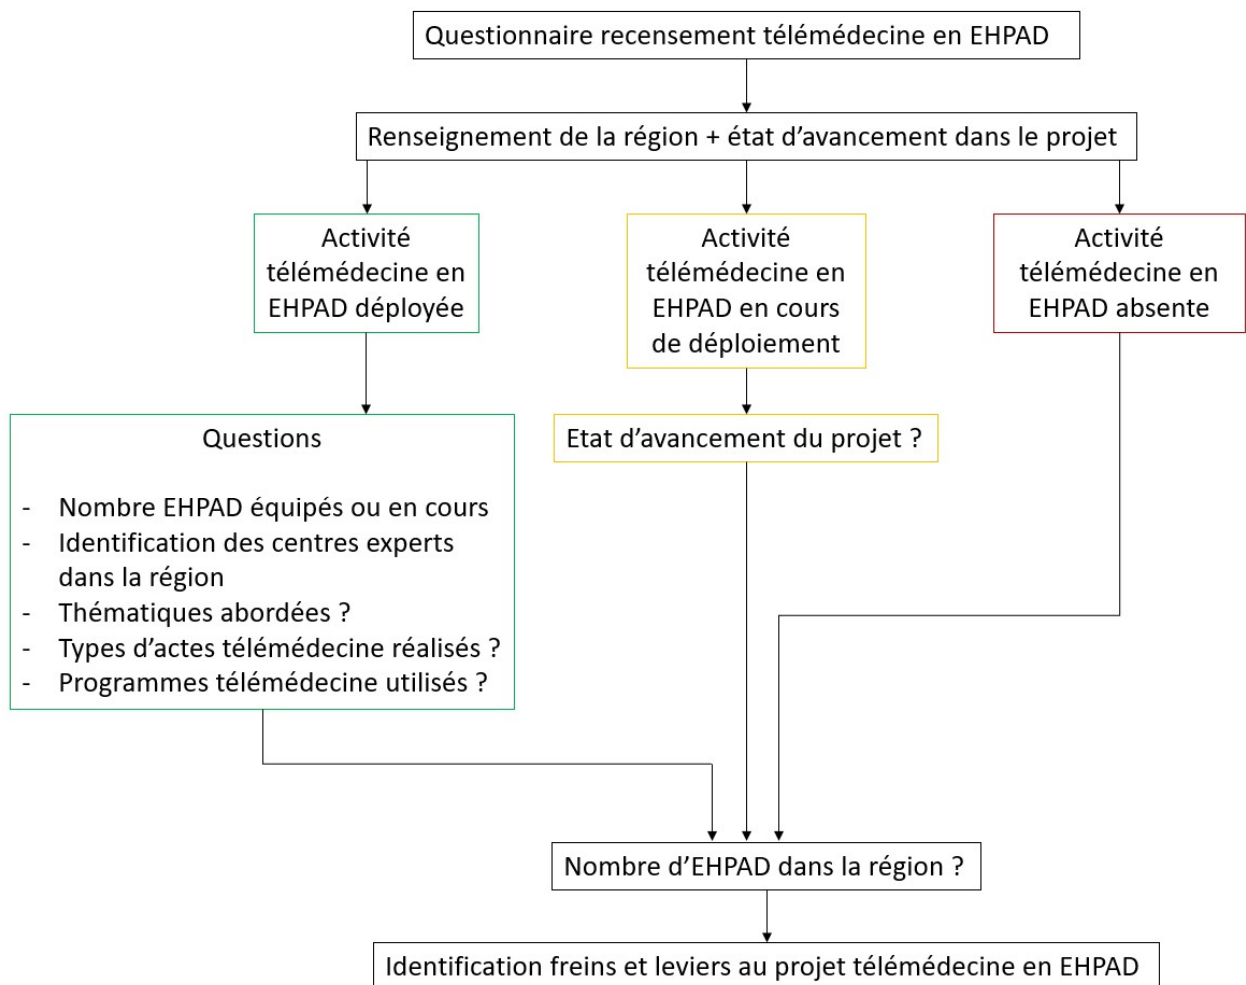 Questionnaire recensement télémédecine en EHPAD
Renseignement de la région + état d’avancement dans le projet
Activité
télémédecine en
EHPAD déployée
Activité
télémédecine en
EHPAD en cours
de déploiement
Activité
télémédecine en
EHPAD absente
Questions
- Nombre EHPAD équipés ou en cours
- Identification des centres experts
dans la région
- Thématiques abordées ?
- Types d’actes télémédecine réalisés ?
- Programmes télémédecine utilisés ?
Etat d’avancement du projet ?
Nombre d’EHPAD dans la région ?
Identification freins et leviers au projet télémédecine en EHPAD